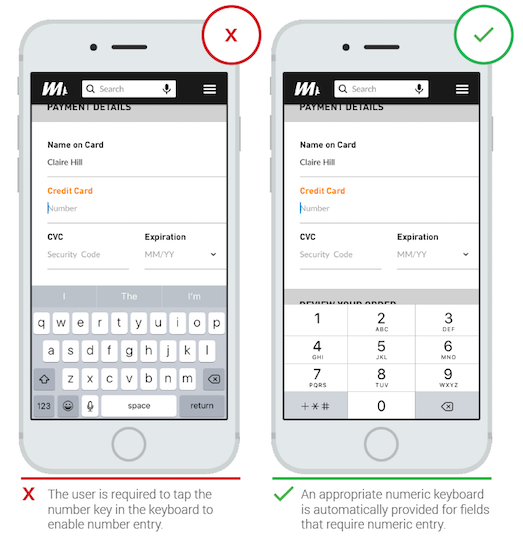 X
Search
PAYMENT DETAILS
Name on Card
Claire Hill
Credit Card
Number
CVC Expiration
Security Code MM/YY
I The I'm
q w e r t y u i o p
a s d f g h j k l
z x c v b n m
123 space return
X The user is required to tap the
number key in the keyboard to
enable number entry.
Search
PAYMENT DETAILS
Name on Card
Claire Hill
Credit Card
Number
CVC Expiration
Security Code MM/YY
REVIEW YOUR ORDER
1 2 3
ABC DEF
4 5 6
GHI JKL MNO
7 8 9
PQRS TUV WXYZ
+ * # 0
An appropriate numeric keyboard
is automatically provided for fields
that require numeric entry.